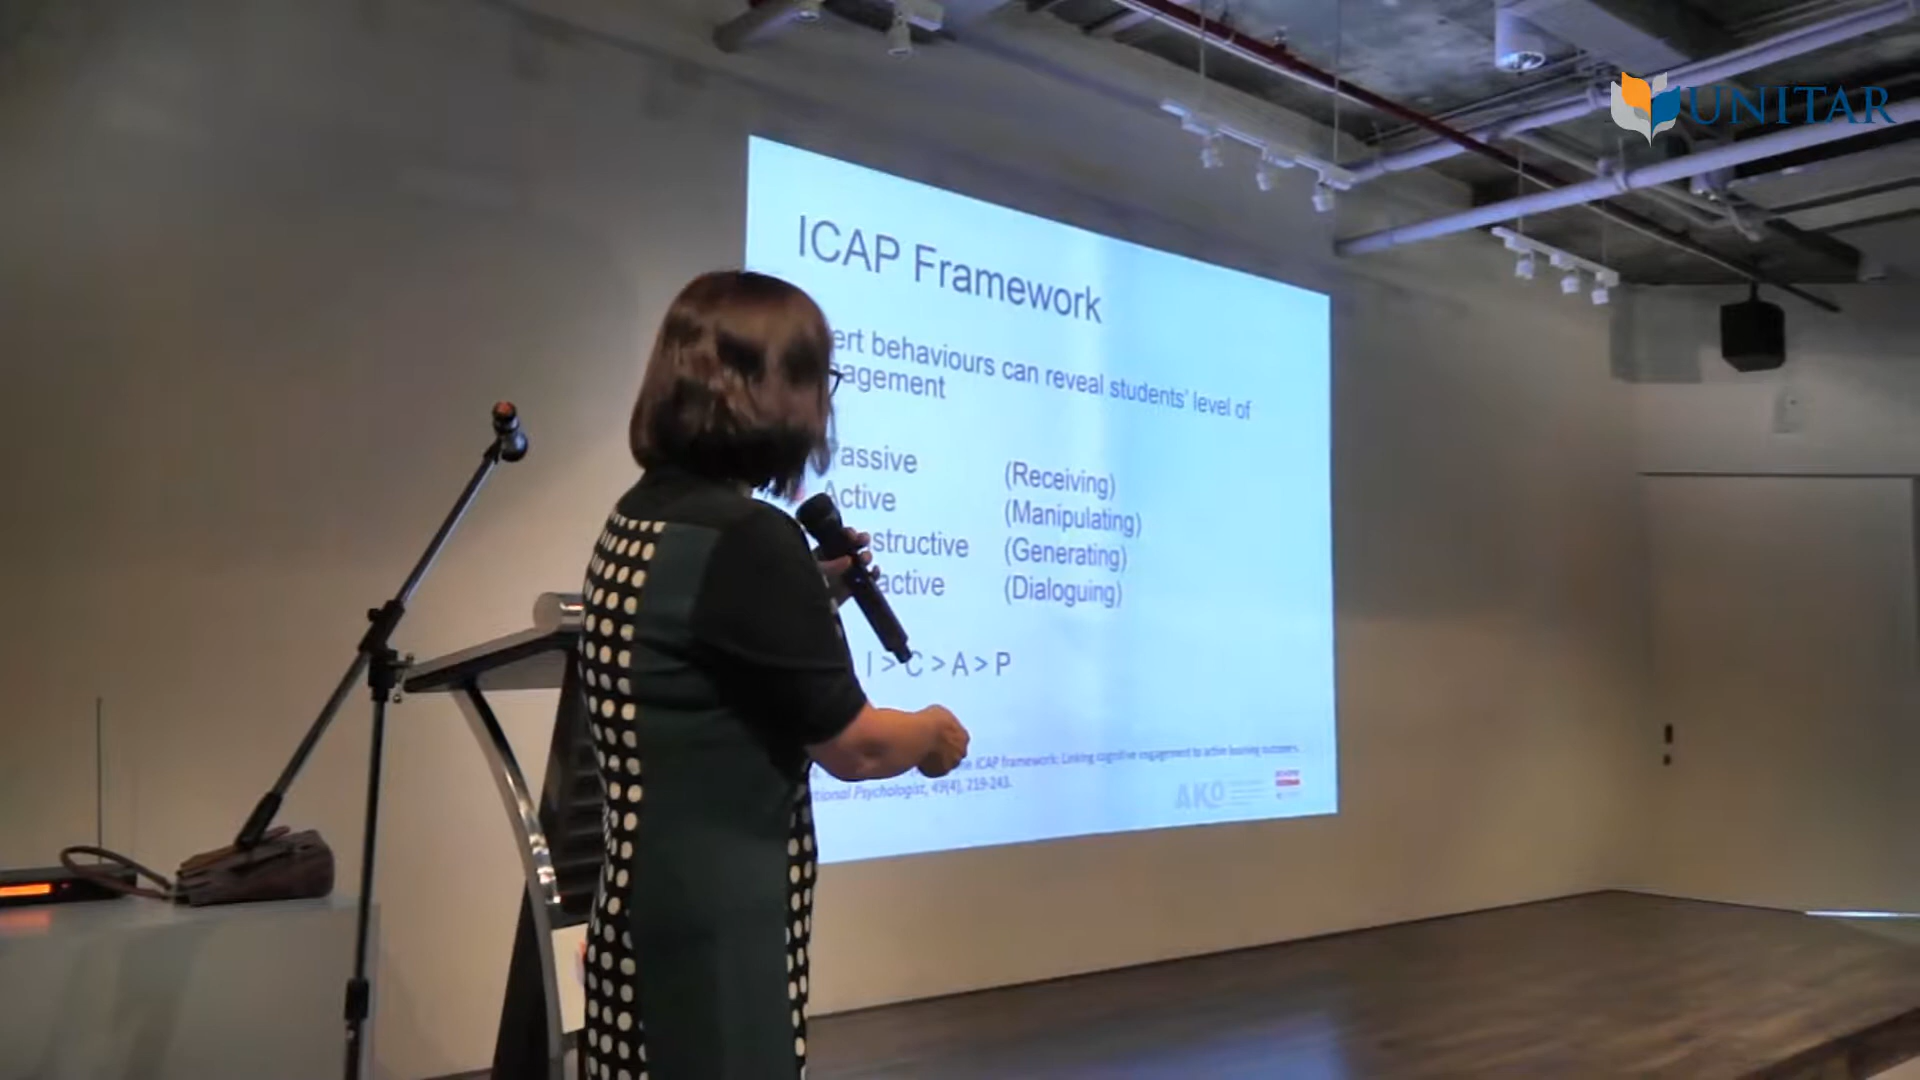 UNITAR
ICAP Framework
ert behaviours can reveal students' level of
agement
Passive (Receiving)
Active (Manipulating)
structive (Generating)
active (Dialoguing)
I > C > A > P
ICAP framework: Linking cognitive engagement to active learning outcomes.
tional Psychologist, 49(4), 219-243.
AKO